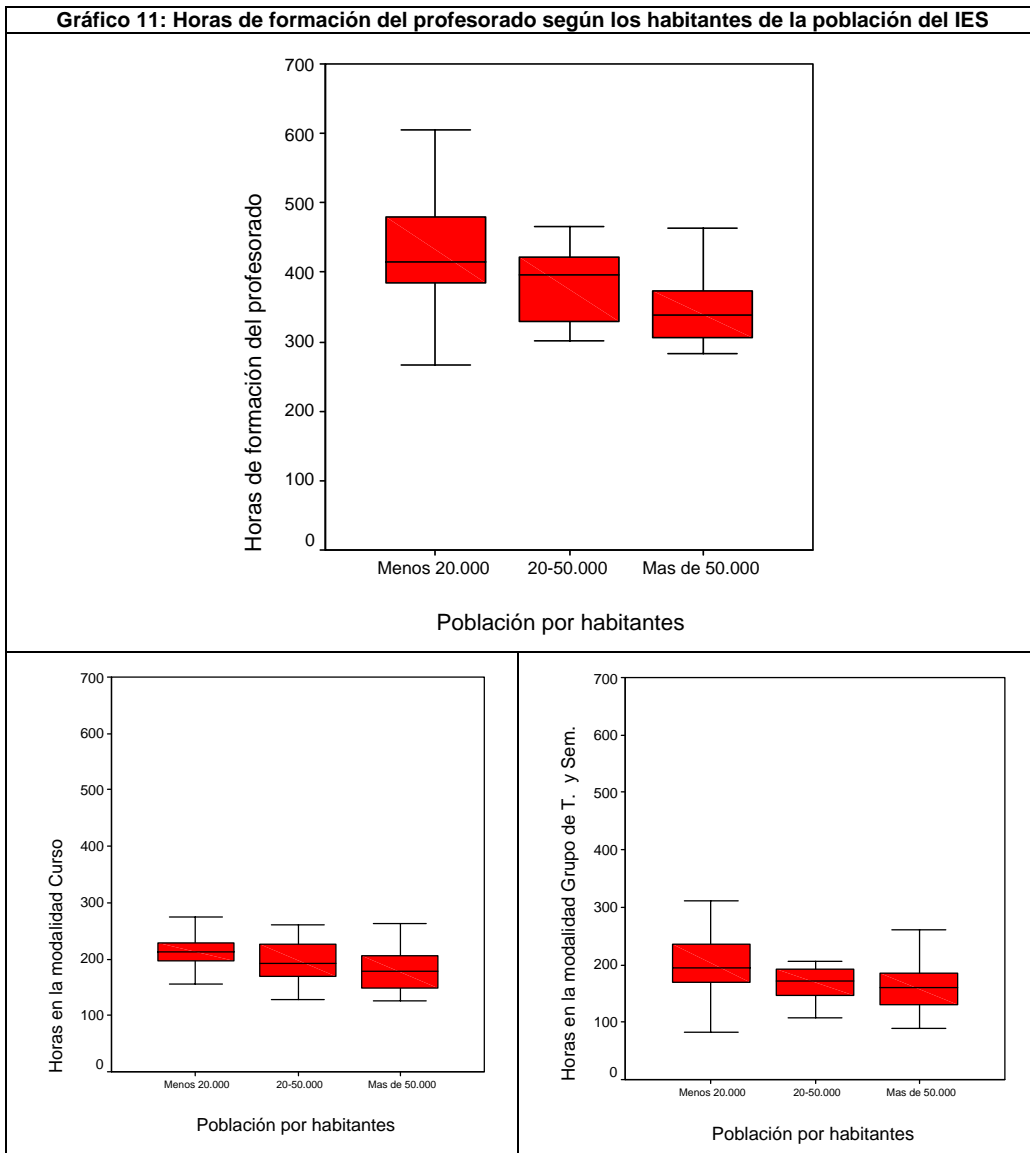 Gráfico 11: Horas de formación del profesorado según los habitantes de la población del IES
Horas de formación del profesorado
700
600
500
400
300
200
100
0
Menos 20.000 20-50.000 Mas de 50.000
Población por habitantes
Horas en la modalidad Curso
700
600
500
400
300
200
100
0
Menos 20.000 20-50.000 Mas de 50.000
Población por habitantes
Horas en la modalidad Grupo de T. y Sem.
700
600
500
400
300
200
100
0
Menos 20.000 20-50.000 Mas de 50.000
Población por habitantes